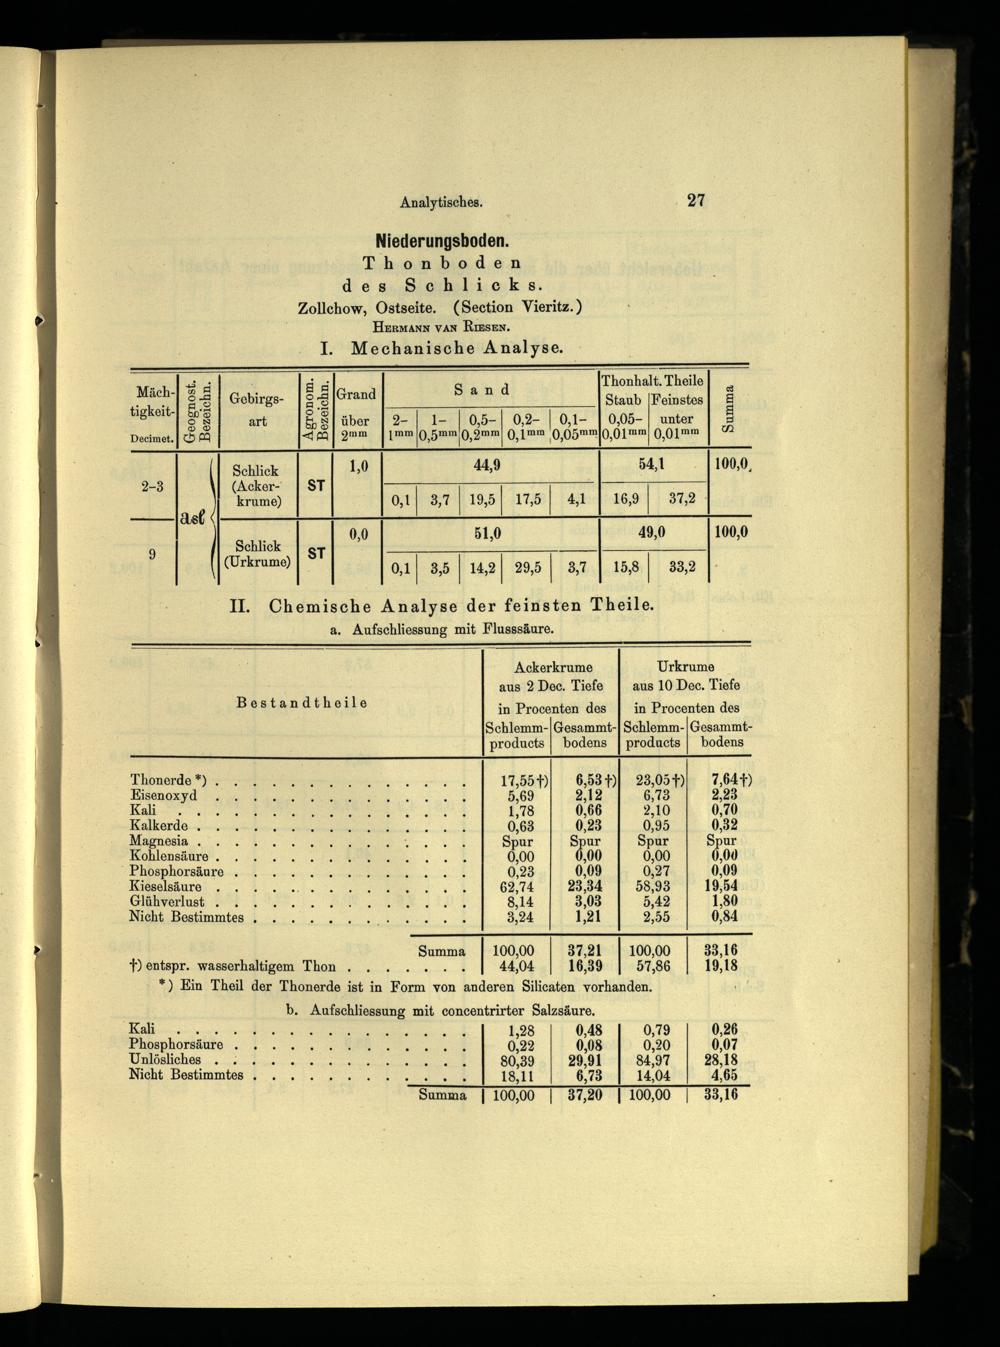 Analytisches. 27
Niederungsboden.
Thonboden
des Schlicks.
Zollchow, Ostseite. (Section Vieritz.)
HERMANN VAN RIESEN.
I. Mechanische Analyse.
Mäch-
tigkeit-
Decimet.
Geognost.
Bezeichn.
Gebirgs-
art
Agronom.
Bezeichn.
Grand
über
2mm
Sand
2-
1mm
1-
0,5mm
0,5-
0,2mm
0,2-
0,1mm
0,1-
0,05mm
Thonhalt. Theile
Staub
0,05-
0,01mm
Feinstes
unter
0,01mm
Summa
2-3
asl
Schlick
(Acker-
krume)
ST
1,0 44,9 54,1 100,0
0,1 3,7 19,5 17,5 4,1 16,9 37,2
9
Schlick
(Urkrume)
ST
0,0 51,0 49,0 100,0
0,1 3,5 14,2 29,5 3,7 15,8 33,2
II. Chemische Analyse der feinsten Theile.
a. Aufschliessung mit Flusssäure.
Bestandtheile
Ackerkrume
aus 2 Dec. Tiefe
in Procenten des
Schlemm-
products
Gesammt-
bodens
Urkrume
aus 10 Dec. Tiefe
in Procenten des
Schlemm-
products
Gesammt-
bodens
Thonerde *) . . . . . . . . . . . . . . 17,55 †) 6,53 †) 23,05 †) 7,64 †)
Eisenoxyd . . . . . . . . . . . . . . 5,69 2,12 6,73 2,23
Kali . . . . . . . . . . . . . . . . 1,78 0,66 2,10 0,70
Kalkerde . . . . . . . . . . . . . . . 0,63 0,23 0,95 0,32
Magnesia . . . . . . . . . . . . . . . Spur Spur Spur Spur
Kohlensäure . . . . . . . . . . . . . . 0,00 0,00 0,00 0,00
Phosphorsäure . . . . . . . . . . . . . 0,23 0,09 0,27 0,09
Kieselsäure . . . . . . . . . . . . . . 62,74 23,34 58,93 19,54
Glühverlust . . . . . . . . . . . . . . 8,14 3,03 5,42 1,80
Nicht Bestimmtes . . . . . . . . . . . . 3,24 1,21 2,55 0,84
Summa 100,00 37,21 100,00 33,16
†) entspr. wasserhaltigem Thon . . . . . . . 44,04 16,39 57,86 19,18
*) Ein Theil der Thonerde ist in Form von anderen Silicaten vorhanden.
b. Aufschliessung mit concentrirter Salzsäure.
Kali . . . . . . . . . . . . . . . . 1,28 0,48 0,79 0,26
Phosphorsäure . . . . . . . . . . . . . 0,22 0,08 0,20 0,07
Unlösliches . . . . . . . . . . . . . . 80,39 29,91 84,97 28,18
Nicht Bestimmtes . . . . . . . . . . . . 18,11 6,73 14,04 4,65
Summa 100,00 37,20 100,00 33,16